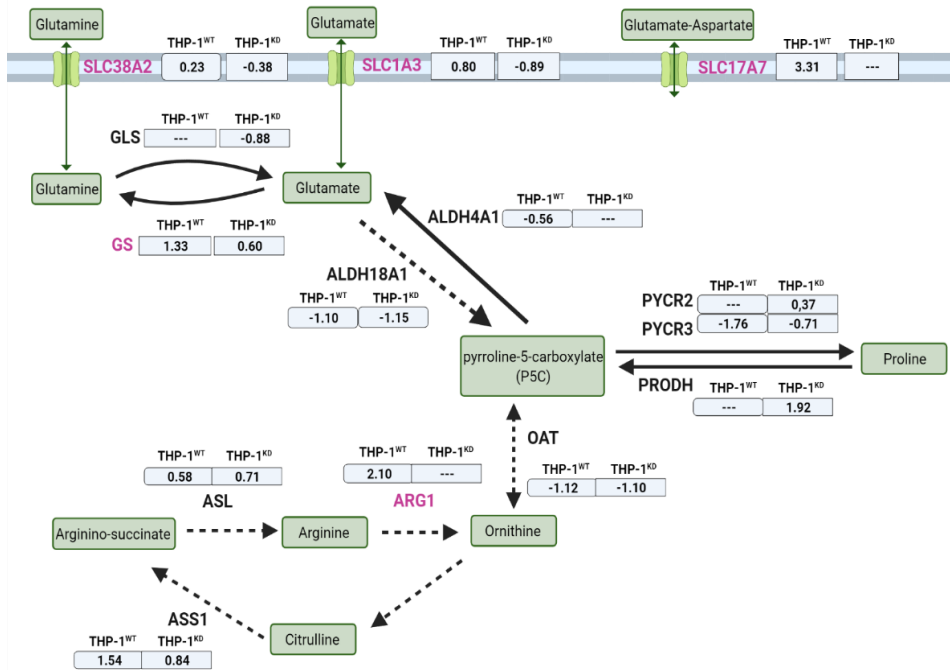 Glutamine
Glutamate
Glutamate-Aspartate
THP-1WT THP-1KD
SLC38A2 0.23 -0.38
THP-1WT THP-1KD
SLC1A3 0.80 -0.89
THP-1WT THP-1KD
SLC17A7 3.31 ---
THP-1WT THP-1KD
GLS --- -0.88
Glutamine
Glutamate
THP-1WT THP-1KD
GS 1.33 0.60
THP-1WT THP-1KD
ALDH4A1 -0.56 ---
ALDH18A1
THP-1WT THP-1KD
-1.10 -1.15
THP-1WT THP-1KD
PYCR2 --- 0,37
PYCR3 -1.76 -0.71
pyrroline-5-carboxylate
(P5C)
Proline
PRODH THP-1WT THP-1KD
--- 1.92
OAT
THP-1WT THP-1KD
-1.12 -1.10
THP-1WT THP-1KD
0.58 0.71
ASL
THP-1WT THP-1KD
2.10 ---
ARG1
Arginino-succinate
Arginine
Ornithine
ASS1
THP-1WT THP-1KD
1.54 0.84
Citrulline